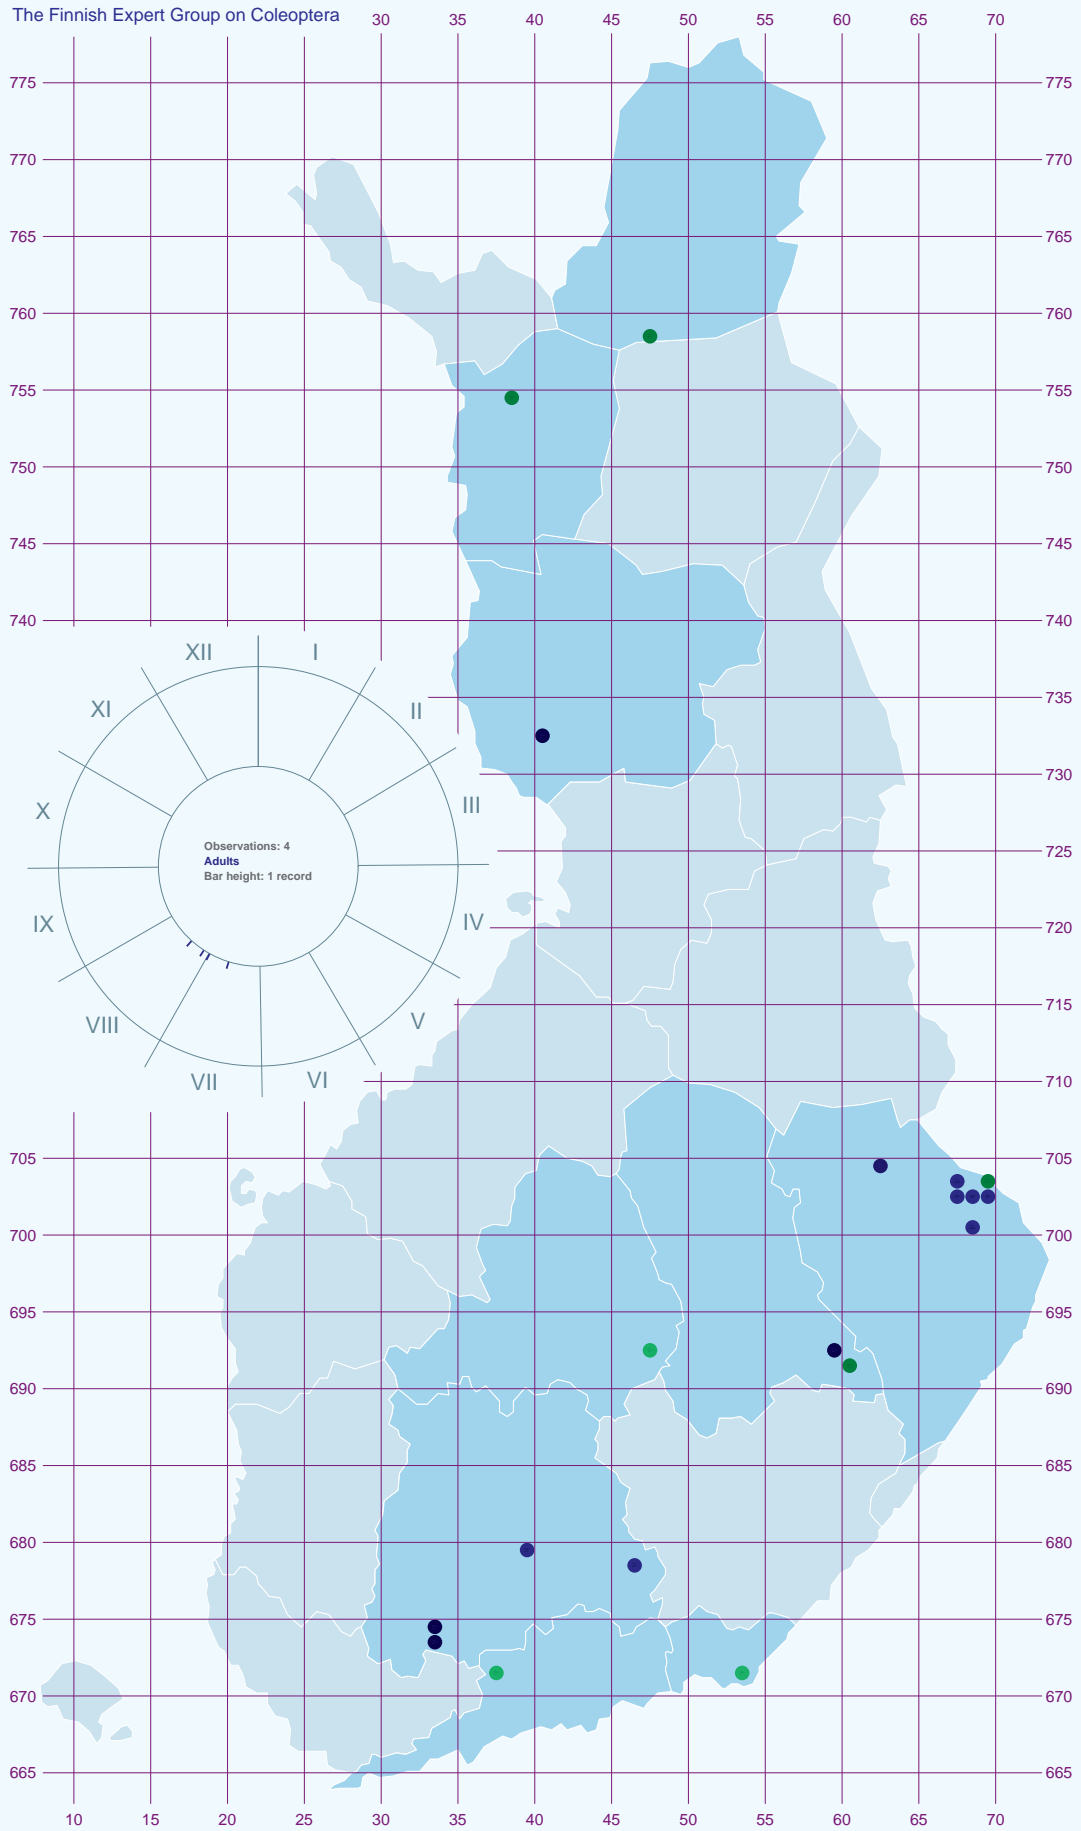 The Finnish Expert Group on Coleoptera
30 35 40 45 50 55 60 65 70
775 775
770 770
765 765
760 760
755 755
750 750
745 745
740 740
XII I
XI II
735
730
X III
Observations: 4
Adults
Bar height: 1 record
725
IX IV
720
715
VIII V
VII VI
710
705 705
700 700
695 695
690 690
685 685
680 680
675 675
670 670
665 665
10 15 20 25 30 35 40 45 50 55 60 65 70